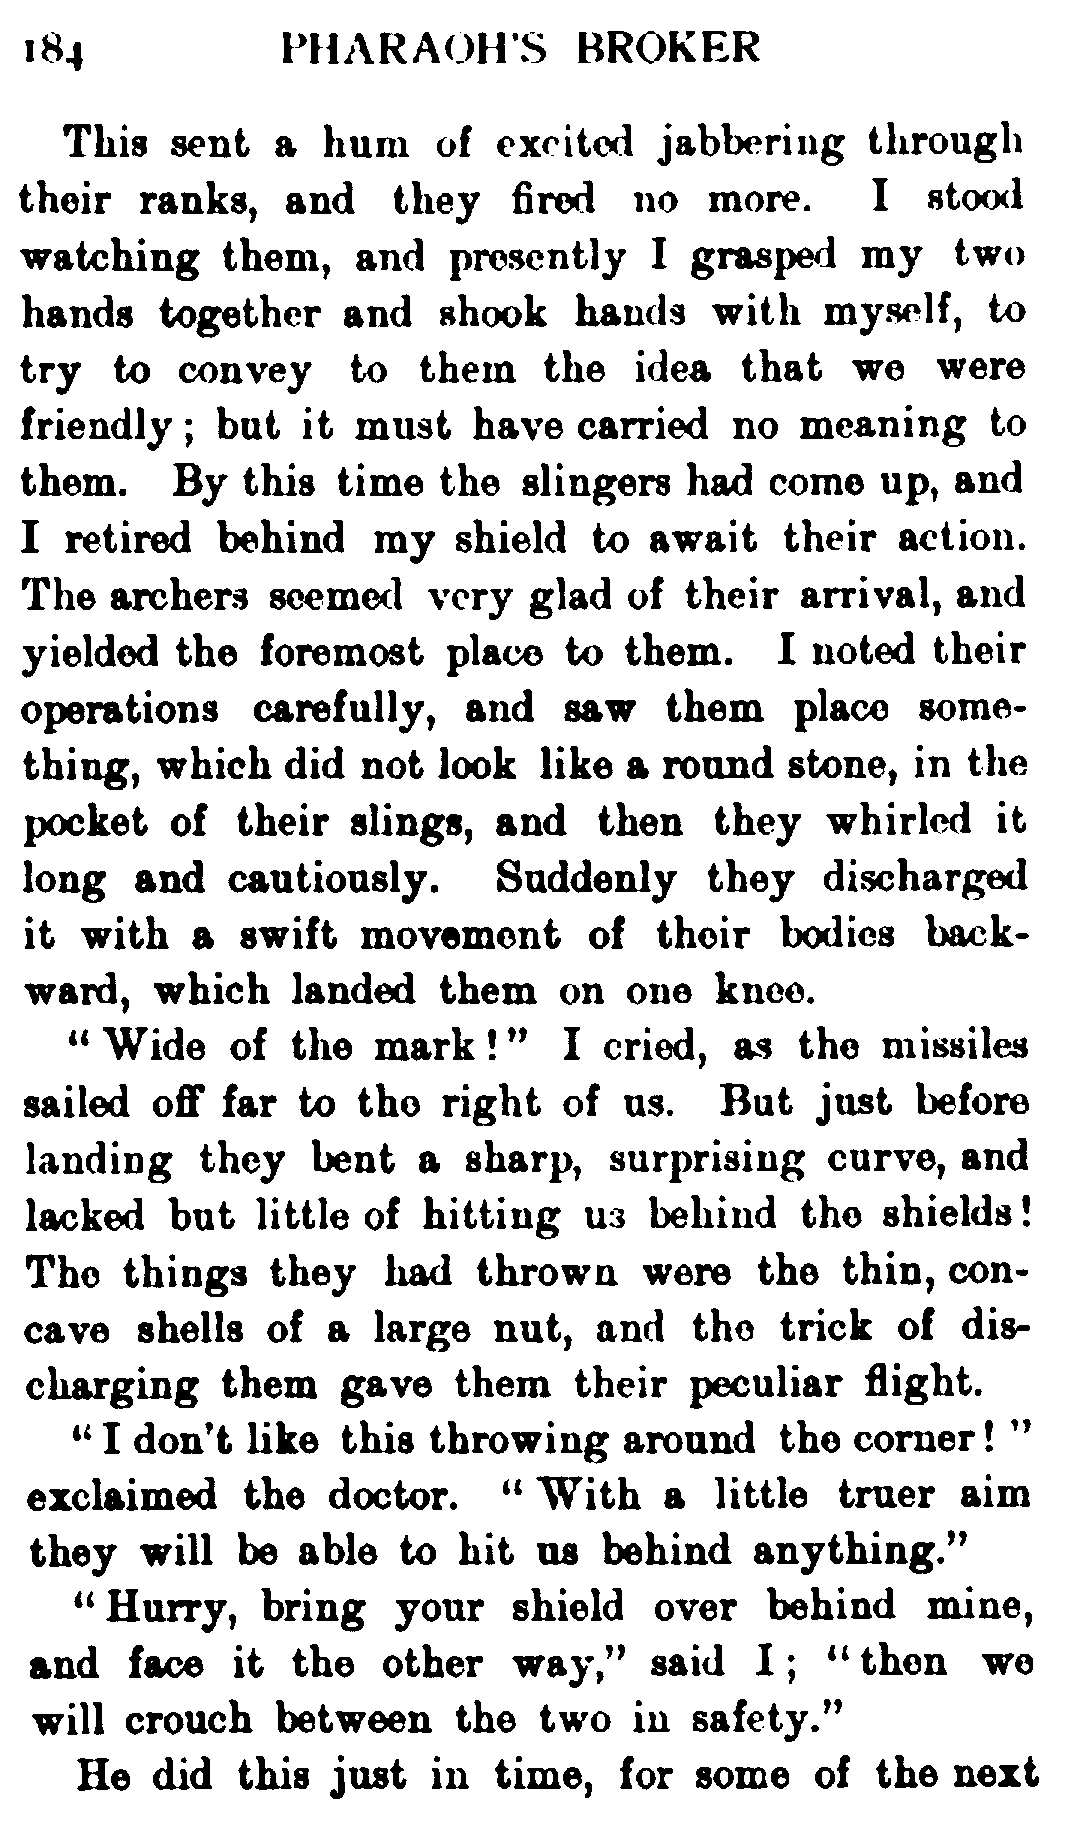 184 PHARAOH'S BROKER
This sent a hum of excited jabbering through
their ranks, and they fired no more. I stood
watching them, and presently I grasped my two
hands together and shook hands with myself, to
try to convey to them the idea that we were
friendly; but it must have carried no meaning to
them. By this time the slingers had come up, and
I retired behind my shield to await their action.
The archers seemed very glad of their arrival, and
yielded the foremost place to them. I noted their
operations carefully, and saw them place some-
thing, which did not look like a round stone, in the
pocket of their slings, and then they whirled it
long and cautiously. Suddenly they discharged
it with a swift movement of their bodies back-
ward, which landed them on one knee.
"Wide of the mark!" I cried, as the missiles
sailed off far to the right of us. But just before
landing they bent a sharp, surprising curve, and
lacked but little of hitting us behind the shields!
The things they had thrown were the thin, con-
cave shells of a large nut, and the trick of dis-
charging them gave them their peculiar flight.
"I don't like this throwing around the corner!"
exclaimed the doctor. "With a little truer aim
they will be able to hit us behind anything."
"Hurry, bring your shield over behind mine,
and face it the other way," said I; "then we
will crouch between the two in safety."
He did this just in time, for some of the next